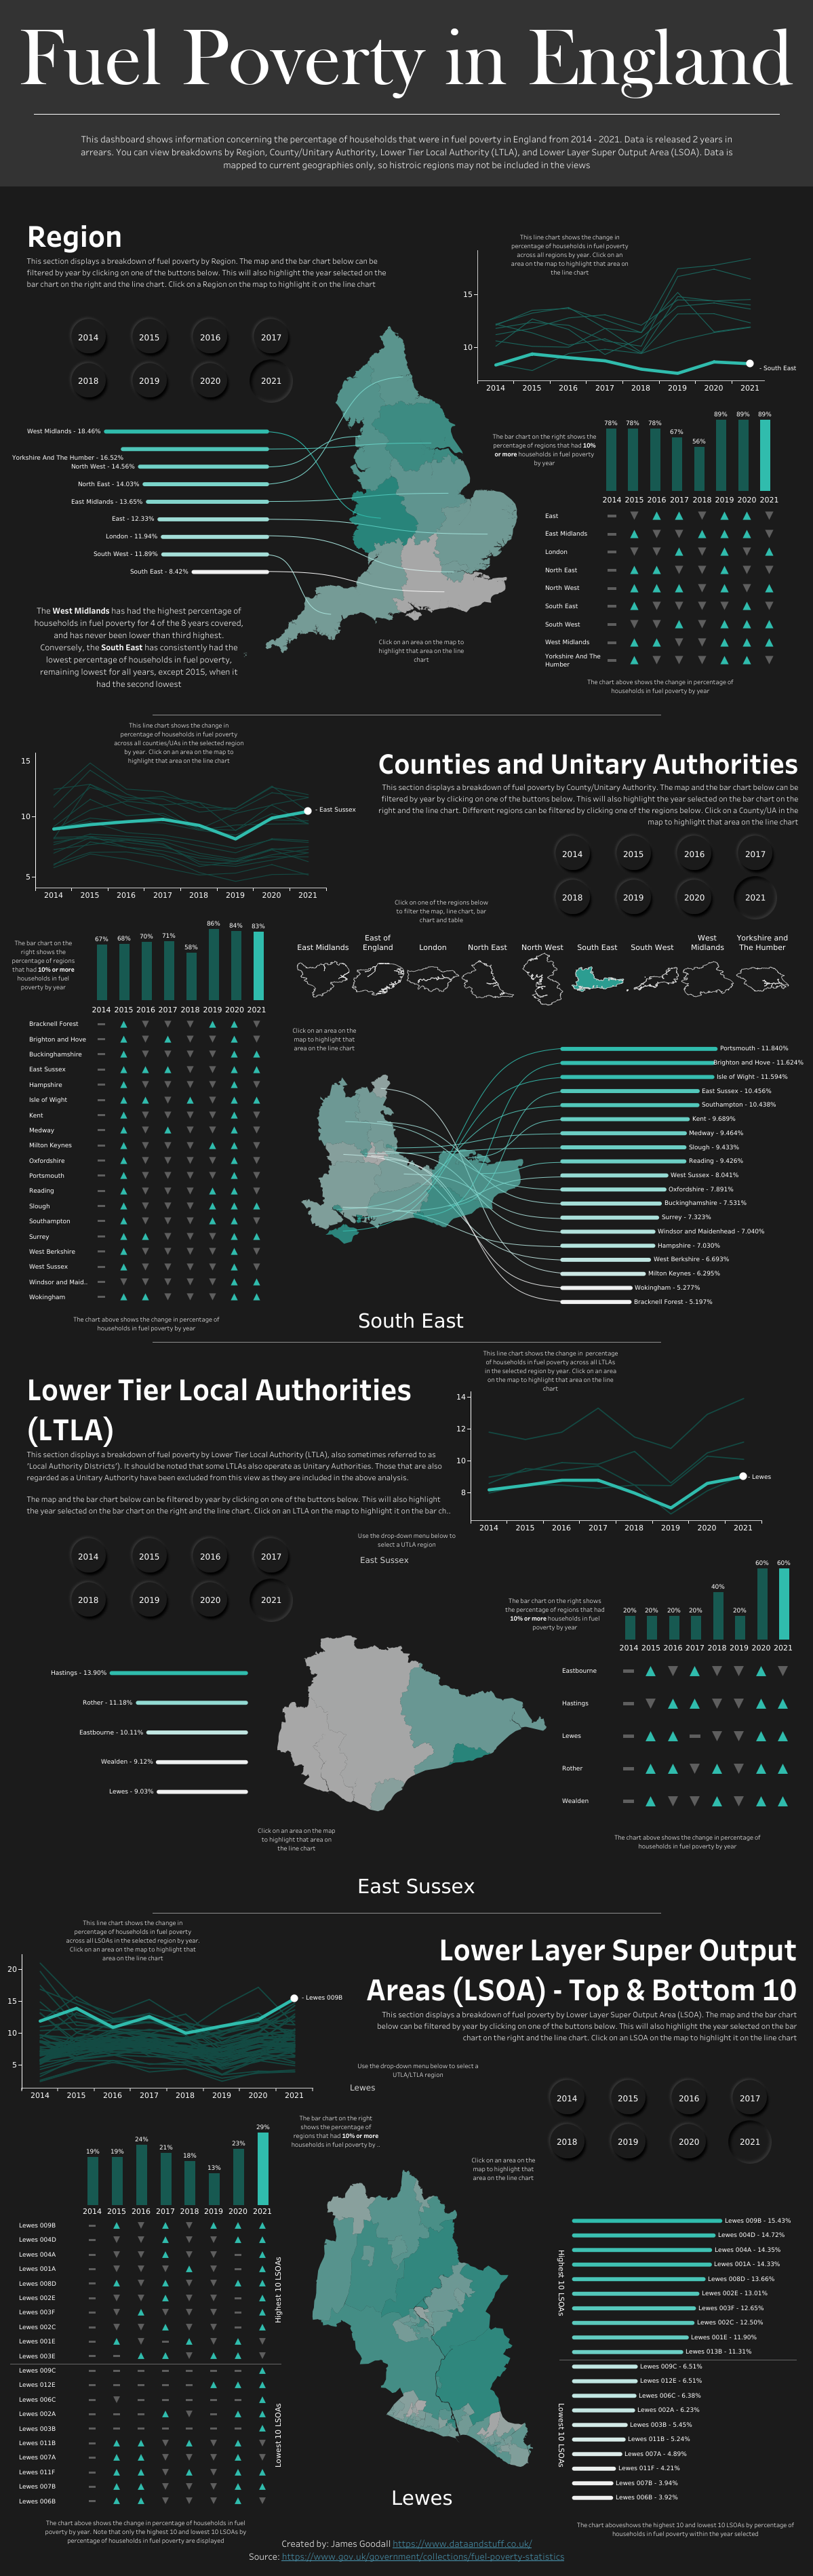 Fuel Poverty in England
This dashboard shows information concerning the percentage of households that were in fuel poverty in England from 2014 - 2021. Data is released 2 years in
arrears. You can view breakdowns by Region, County/Unitary Authority, Lower Tier Local Authority (LTLA), and Lower Layer Super Output Area (LSOA). Data is
mapped to current geographies only, so histroic regions may not be included in the views
Region
This section displays a breakdown of fuel poverty by Region. The map and the bar chart below can be
filtered by year by clicking on one of the buttons below. This will also highlight the year selected on the
bar chart on the right and the line chart. Click on a Region on the map to highlight it on the line chart
2014 2015 2016 2017
2018 2019 2020 2021
This line chart shows the change in
percentage of households in fuel poverty
across all regions by year. Click on an
area on the map to highlight that area on
the line chart
15
10
- South East
2014 2015 2016 2017 2018 2019 2020 2021
West Midlands - 18.46%
Yorkshire And The Humber - 16.52%
North West - 14.56%
North East - 14.03%
East Midlands - 13.65%
East - 12.33%
London - 11.94%
South West - 11.89%
South East - 8.42%
The West Midlands has had the highest percentage of
households in fuel poverty for 4 of the 8 years covered,
and has never been lower than third highest.
Conversely, the South East has consistently had the
lowest percentage of households in fuel poverty,
remaining lowest for all years, except 2015, when it
had the second lowest
Click on an area on the map to
highlight that area on the line
chart
The bar chart on the right shows the
percentage of regions that had 10%
or more households in fuel poverty
by year
78% 78% 78% 67% 56% 89% 89% 89%
2014 2015 2016 2017 2018 2019 2020 2021
East
East Midlands
London
North East
North West
South East
South West
West Midlands
Yorkshire And The
Humber
The chart above shows the change in percentage of
households in fuel poverty by year
This line chart shows the change in
percentage of households in fuel poverty
across all counties/UAs in the selected region
by year. Click on an area on the map to
highlight that area on the line chart
15
10
5
- East Sussex
2014 2015 2016 2017 2018 2019 2020 2021
Counties and Unitary Authorities
This section displays a breakdown of fuel poverty by County/Unitary Authority. The map and the bar chart below can be
filtered by year by clicking on one of the buttons below. This will also highlight the year selected on the bar chart on the
right and the line chart. Different regions can be filtered by clicking one of the regions below. Click on a County/UA in the
map to highlight that area on the line chart
2014 2015 2016 2017
2018 2019 2020 2021
Click on one of the regions below
to filter the map, line chart, bar
chart and table
East Midlands
East of
England
London
North East
North West
South East
South West
West
Midlands
Yorkshire and
The Humber
The bar chart on the
right shows the
percentage of regions
that had 10% or more
households in fuel
poverty by year
67% 68% 70% 71% 58% 86% 84% 83%
2014 2015 2016 2017 2018 2019 2020 2021
Bracknell Forest
Brighton and Hove
Buckinghamshire
East Sussex
Hampshire
Isle of Wight
Kent
Medway
Milton Keynes
Oxfordshire
Portsmouth
Reading
Slough
Southampton
Surrey
West Berkshire
West Sussex
Windsor and Maid..
Wokingham
The chart above shows the change in percentage of
households in fuel poverty by year
Click on an area on the
map to highlight that
area on the line chart
Portsmouth - 11.840%
Brighton and Hove - 11.624%
Isle of Wight - 11.594%
East Sussex - 10.456%
Southampton - 10.438%
Kent - 9.689%
Medway - 9.464%
Slough - 9.433%
Reading - 9.426%
West Sussex - 8.041%
Oxfordshire - 7.891%
Buckinghamshire - 7.531%
Surrey - 7.323%
Windsor and Maidenhead - 7.040%
Hampshire - 7.030%
West Berkshire - 6.693%
Milton Keynes - 6.295%
Wokingham - 5.277%
Bracknell Forest - 5.197%
South East
Lower Tier Local Authorities
(LTLA)
This section displays a breakdown of fuel poverty by Lower Tier Local Authority (LTLA), also sometimes referred to as
'Local Authority Districts'). It should be noted that some LTLAs also operate as Unitary Authorities. Those that are also
regarded as a Unitary Authority have been excluded from this view as they are included in the above analysis.
The map and the bar chart below can be filtered by year by clicking on one of the buttons below. This will also highlight
the year selected on the bar chart on the right and the line chart. Click on an LTLA on the map to highlight it on the bar ch..
This line chart shows the change in percentage
of households in fuel poverty across all LTLAs
in the selected region by year. Click on an area
on the map to highlight that area on the line
chart
14
12
10
8
- Lewes
2014 2015 2016 2017 2018 2019 2020 2021
2014 2015 2016 2017
2018 2019 2020 2021
Use the drop-down menu below to
select a UTLA region
East Sussex
Hastings - 13.90%
Rother - 11.18%
Eastbourne - 10.11%
Wealden - 9.12%
Lewes - 9.03%
Click on an area on the map
to highlight that area on
the line chart
The bar chart on the right shows
the percentage of regions that had
10% or more households in fuel
poverty by year
20% 20% 20% 20% 40% 20% 60% 60%
2014 2015 2016 2017 2018 2019 2020 2021
Eastbourne
Hastings
Lewes
Rother
Wealden
The chart above shows the change in percentage of
households in fuel poverty by year
East Sussex
This line chart shows the change in
percentage of households in fuel poverty
across all LSOAs in the selected region by year.
Click on an area on the map to highlight that
area on the line chart
20
15
10
5
- Lewes 009B
2014 2015 2016 2017 2018 2019 2020 2021
Lower Layer Super Output
Areas (LSOA) - Top & Bottom 10
This section displays a breakdown of fuel poverty by Lower Layer Super Output Area (LSOA). The map and the bar chart
below can be filtered by year by clicking on one of the buttons below. This will also highlight the year selected on the bar
chart on the right and the line chart. Click on an LSOA on the map to highlight it on the line chart
Use the drop-down menu below to select a
UTLA/LTLA region
Lewes
2014 2015 2016 2017
2018 2019 2020 2021
The bar chart on the right
shows the percentage of
regions that had 10% or more
households in fuel poverty by ..
19% 19% 24% 21% 18% 13% 23% 29%
2014 2015 2016 2017 2018 2019 2020 2021
Lewes 009B
Lewes 004D
Lewes 004A
Lewes 001A
Lewes 008D
Lewes 002E
Lewes 003F
Lewes 002C
Lewes 001E
Lewes 003E
Lewes 009C
Lewes 012E
Lewes 006C
Lewes 002A
Lewes 003B
Lewes 011B
Lewes 007A
Lewes 011F
Lewes 007B
Lewes 006B
Highest 10 LSOAs
Lowest 10 LSOAs
The chart above shows the change in percentage of households in fuel
poverty by year. Note that only the highest 10 and lowest 10 LSOAs by
percentage of households of fuel poverty are displayed
Click on an area on the
map to highlight that
area on the line chart
Highest 10 LSOAs
Lowest 10 LSOAs
Lewes 009B - 15.43%
Lewes 004D - 14.72%
Lewes 004A - 14.35%
Lewes 001A - 14.33%
Lewes 008D - 13.66%
Lewes 002E - 13.01%
Lewes 003F - 12.65%
Lewes 002C - 12.50%
Lewes 001E - 11.90%
Lewes 013B - 11.31%
Lewes 009C - 6.51%
Lewes 012E - 6.51%
Lewes 006C - 6.38%
Lewes 002A - 6.23%
Lewes 003B - 5.45%
Lewes 011B - 5.24%
Lewes 007A - 4.89%
Lewes 011F - 4.21%
Lewes 007B - 3.94%
Lewes 006B - 3.92%
Lewes
The chart aboveshows the highest 10 and lowest 10 LSOAs by percentage of
households in fuel poverty within the year selected
Created by: James Goodall https://www.dataandstuff.co.uk/
Source: https://www.gov.uk/government/collections/fuel-poverty-statistics